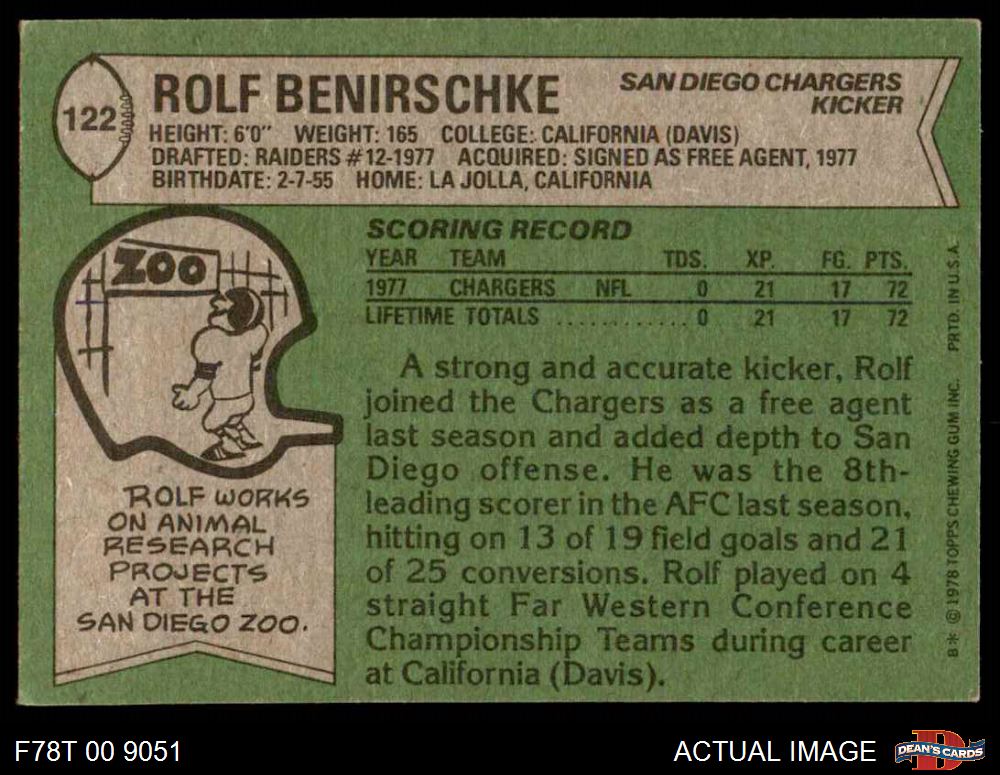 122
ROLF BENIRSCHKE
SAN DIEGO CHARGERS
KICKER
HEIGHT: 6'0" WEIGHT: 165 COLLEGE: CALIFORNIA (DAVIS)
DRAFTED: RAIDERS #12-1977 ACQUIRED: SIGNED AS FREE AGENT, 1977
BIRTHDATE: 2-7-55 HOME: LA JOLLA, CALIFORNIA
ZOO
ROLF WORKS
ON ANIMAL
RESEARCH
PROJECTS
AT THE
SAN DIEGO ZOO.
SCORING RECORD
YEAR TEAM TDS. XP. FG. PTS.
1977 CHARGERS NFL 0 21 17 72
LIFETIME TOTALS ............ 0 21 17 72
A strong and accurate kicker, Rolf
joined the Chargers as a free agent
last season and added depth to San
Diego offense. He was the 8th-
leading scorer in the AFC last season,
hitting on 13 of 19 field goals and 21
of 25 conversions. Rolf played on 4
straight Far Western Conference
Championship Teams during career
at California (Davis).
B* © 1978 TOPPS CHEWING GUM INC. PRTD. IN U.S.A.
F78T 00 9051
ACTUAL IMAGE
D
DEAN'S CARDS